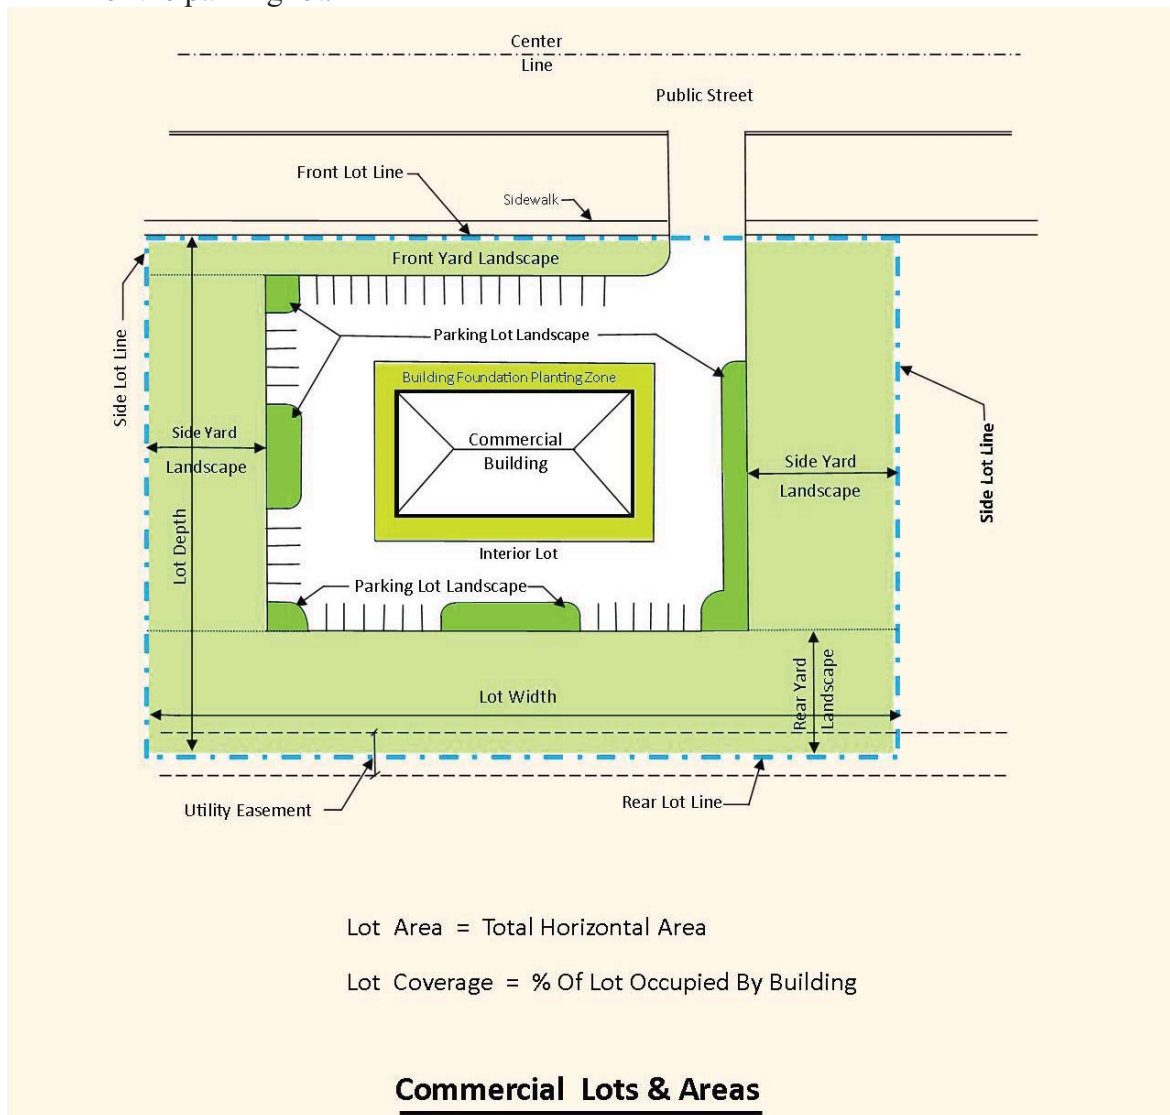 Center
Line
Public Street
Front Lot Line
Sidewalk
Front Yard Landscape
Side Lot Line
Parking Lot Landscape
Building Foundation Planting Zone
Side Yard
Landscape
Commercial
Building
Side Yard
Landscape
Side Lot Line
Lot Depth
Interior Lot
Parking Lot Landscape
Rear Yard
Landscape
Lot Width
Utility Easement
Rear Lot Line
Lot Area = Total Horizontal Area
Lot Coverage = % Of Lot Occupied By Building
Commercial Lots & Areas